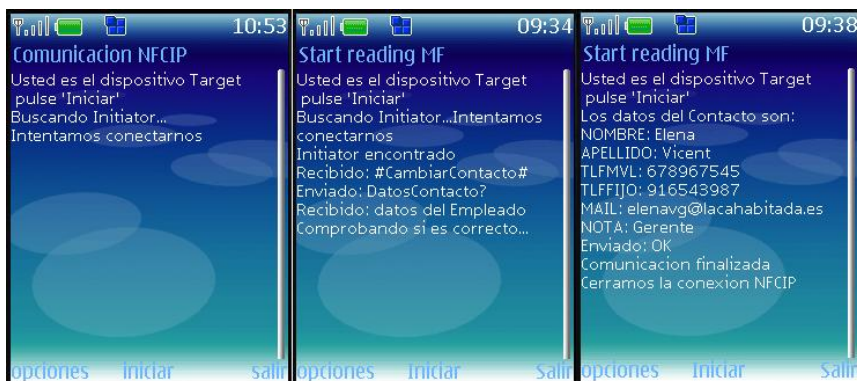 10:53
Comunicacion NFCIP
Usted es el dispositivo Target
pulse 'Iniciar'
Buscando Initiator...
Intentamos conectarnos
opciones iniciar salir
09:34
Start reading MF
Usted es el dispositivo Target
pulse 'Iniciar'
Buscando Initiator...Intentamos
conectarnos
Initiator encontrado
Recibido: #CambiarContacto#
Enviado: DatosContacto?
Recibido: datos del Empleado
Comprobando si es correcto...
opciones Iniciar Salir
09:38
Start reading MF
Usted es el dispositivo Target
pulse 'Iniciar'
Los datos del Contacto son:
NOMBRE: Elena
APELLIDO: Vicent
TLFMVL: 678967545
TLFFIJO: 916543987
MAIL: elenavg@lacahabitada.es
NOTA: Gerente
Enviado: OK
Comunicacion finalizada
Cerramos la conexion NFCIP
opciones Iniciar Salir